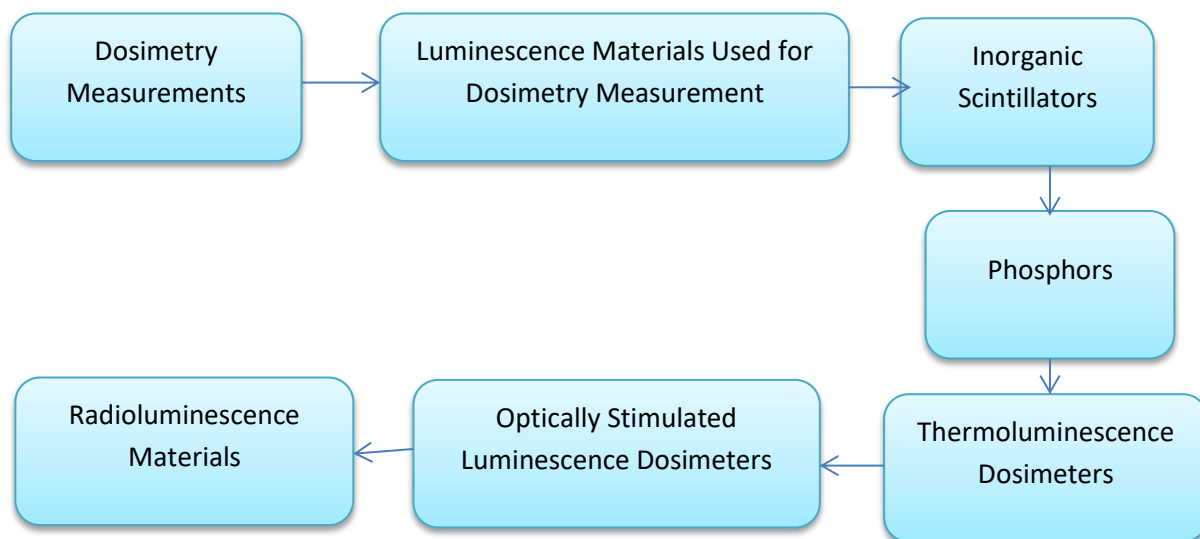 Dosimetry
Measurements
Luminescence Materials Used for
Dosimetry Measurement
Inorganic
Scintillators
Phosphors
Thermoluminescence
Dosimeters
Optically Stimulated
Luminescence Dosimeters
Radioluminescence
Materials